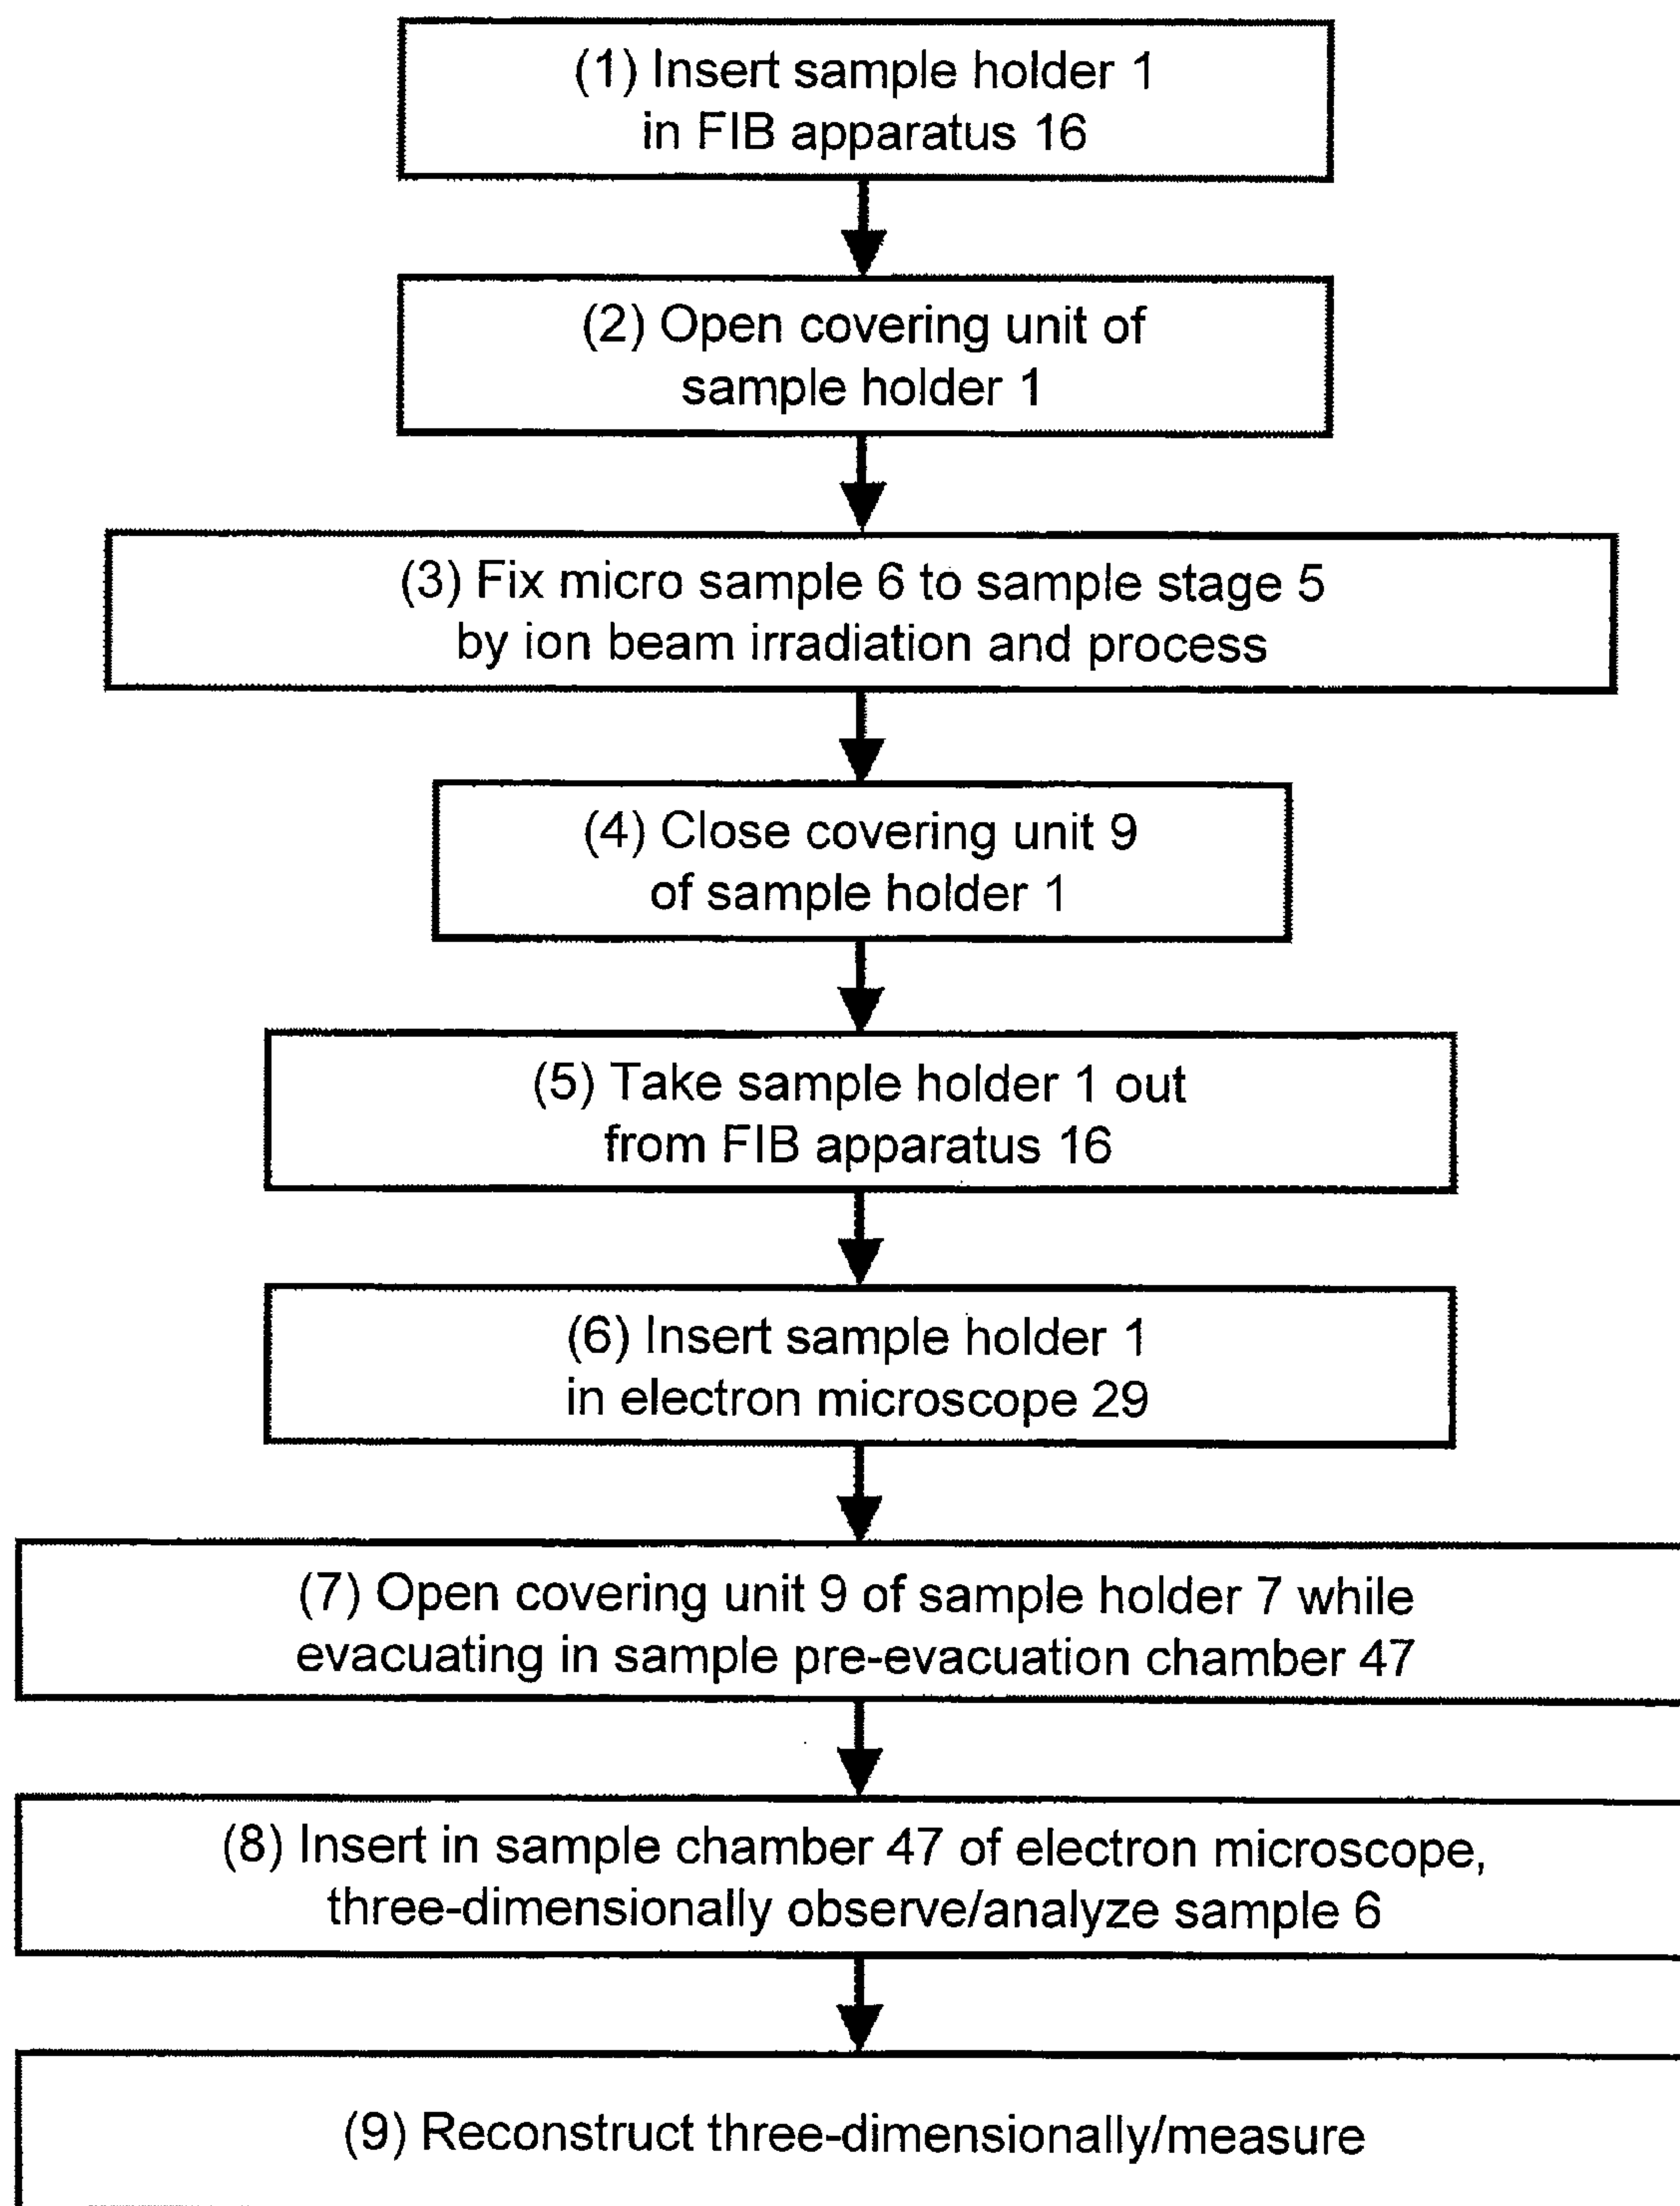 (1) Insert sample holder 1
in FIB apparatus 16
(2) Open covering unit of
sample holder 1
(3) Fix micro sample 6 to sample stage 5
by ion beam irradiation and process
(4) Close covering unit 9
of sample holder 1
(5) Take sample holder 1 out
from FIB apparatus 16
(6) Insert sample holder 1
in electron microscope 29
(7) Open covering unit 9 of sample holder 7 while
evacuating in sample pre-evacuation chamber 47
(8) Insert in sample chamber 47 of electron microscope,
three-dimensionally observe/analyze sample 6
(9) Reconstruct three-dimensionally/measure